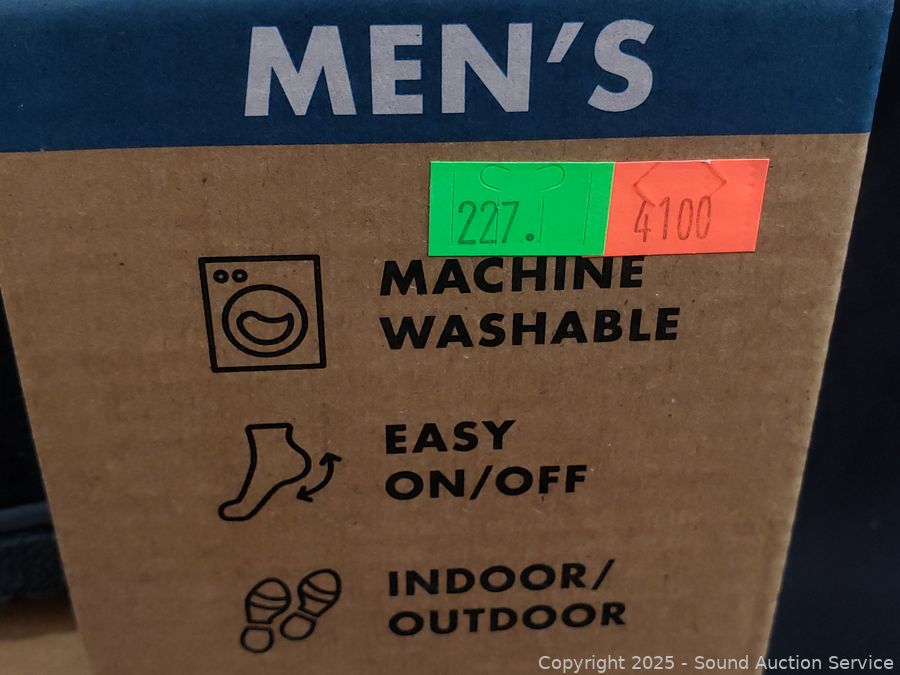 MEN'S
227.
4100
MACHINE
WASHABLE
EASY
ON/OFF
INDOOR/
OUTDOOR
Copyright 2025 - Sound Auction Service